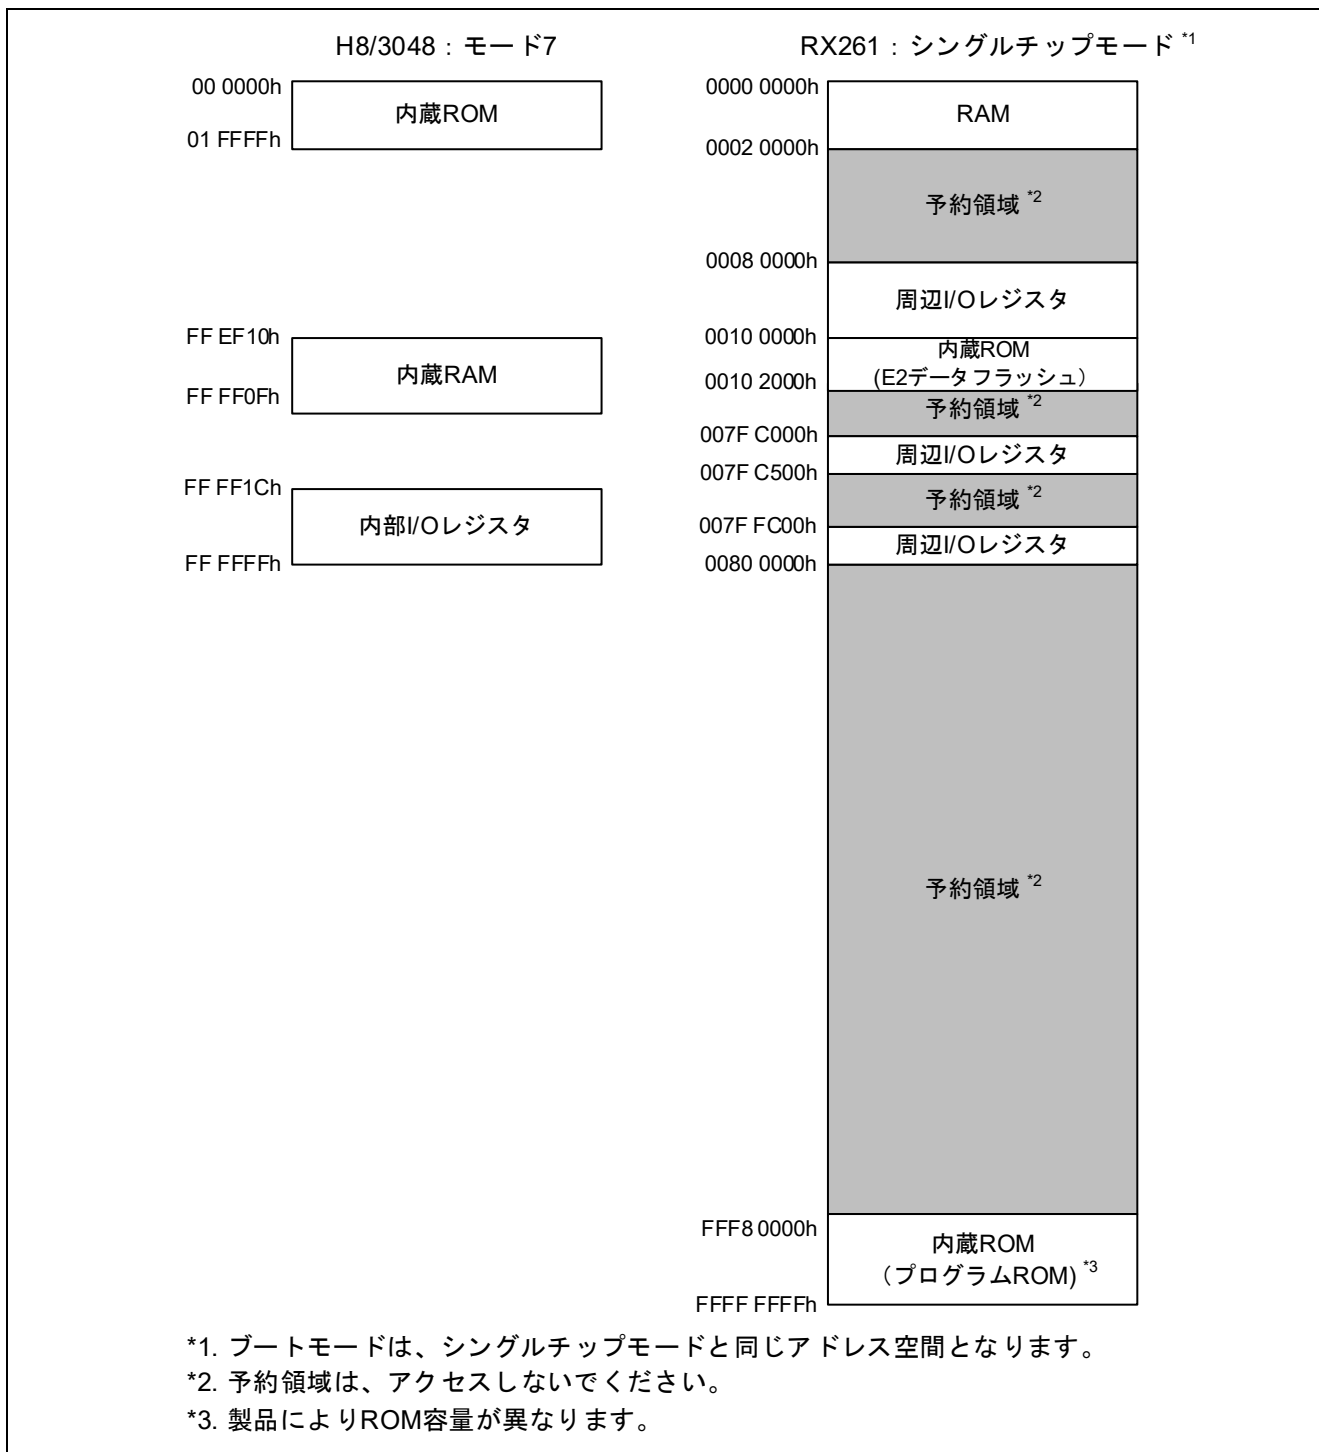 H8/3048：モード7
00 0000h
内蔵ROM
01 FFFFh
FF EF10h
内蔵RAM
FF FF0Fh
FF FF1Ch
内部I/Oレジスタ
FF FFFFh
RX261：シングルチップモード *1
0000 0000h
RAM
0002 0000h
予約領域 *2
0008 0000h
周辺I/Oレジスタ
0010 0000h
内蔵ROM
(E2データフラッシュ）
0010 2000h
予約領域 *2
007F C000h
周辺I/Oレジスタ
007F C500h
予約領域 *2
007F FC00h
周辺I/Oレジスタ
0080 0000h
予約領域 *2
FFF8 0000h
内蔵ROM
（プログラムROM) *3
FFFF FFFFh
*1. ブートモードは、シングルチップモードと同じアドレス空間となります。
*2. 予約領域は、アクセスしないでください。
*3. 製品によりROM容量が異なります。